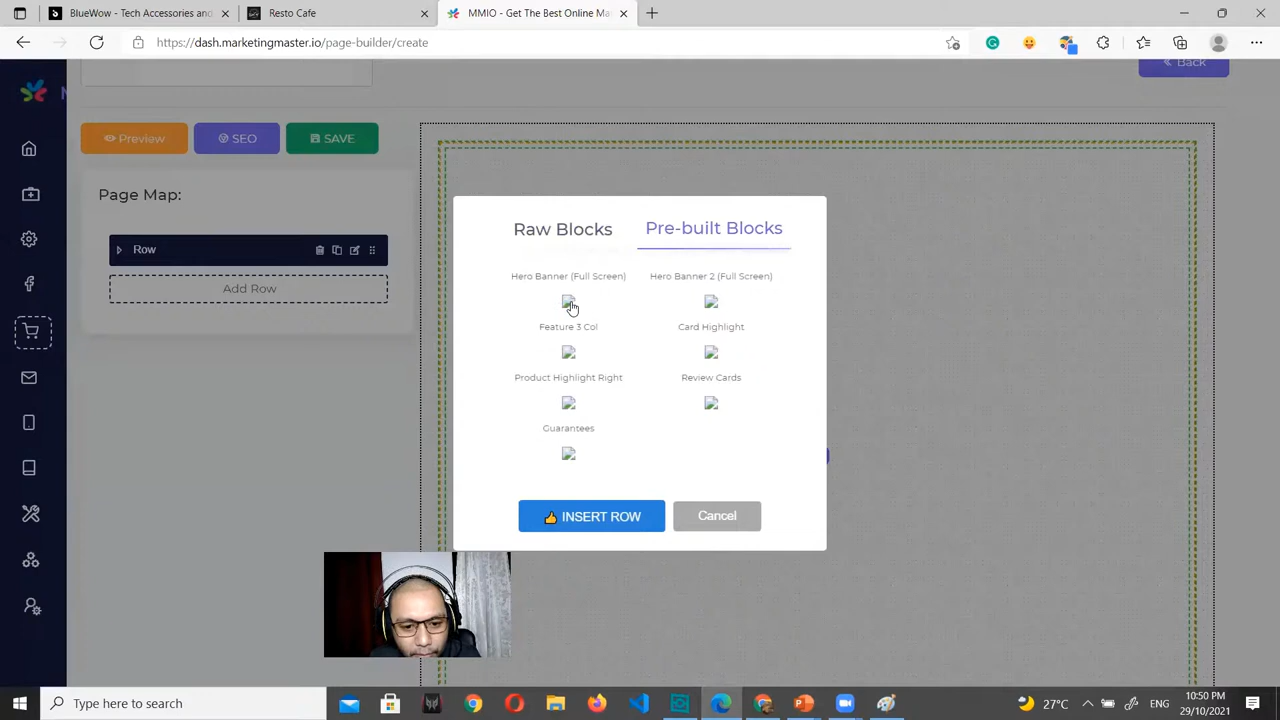 BlueWow - Tech Accessories and
Resto Cafe
MMIO - Get The Best Online Ma
https://dash.marketingmaster.io/page-builder/create
Back
Preview
SEO
SAVE
Page Map:
Row
Add Row
Raw Blocks
Pre-built Blocks
Hero Banner (Full Screen)
Hero Banner 2 (Full Screen)
Feature 3 Col
Card Highlight
Product Highlight Right
Review Cards
Guarantees
INSERT ROW
Cancel
Type here to search
27°C
ENG
10:50 PM
29/10/2021